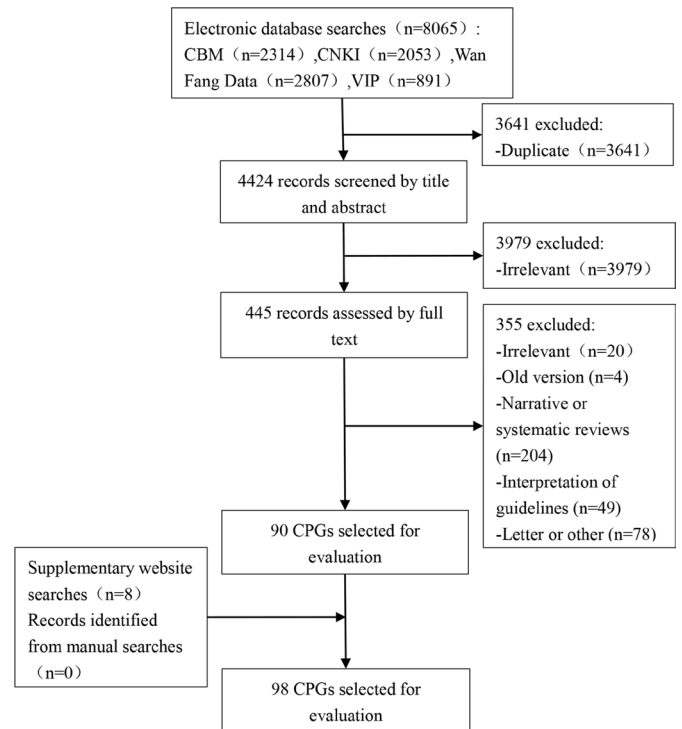 Electronic database searches（n=8065）:
CBM（n=2314）,CNKI（n=2053）,Wan
Fang Data（n=2807）,VIP（n=891）
3641 excluded:
-Duplicate（n=3641）
4424 records screened by title
and abstract
3979 excluded:
-Irrelevant（n=3979）
445 records assessed by full
text
355 excluded:
-Irrelevant（n=20）
-Old version (n=4)
-Narrative or
systematic reviews
(n=204)
-Interpretation of
guidelines (n=49)
-Letter or other (n=78)
90 CPGs selected for
evaluation
Supplementary website
searches（n=8）
Records identified
from manual searches
（n=0）
98 CPGs selected for
evaluation